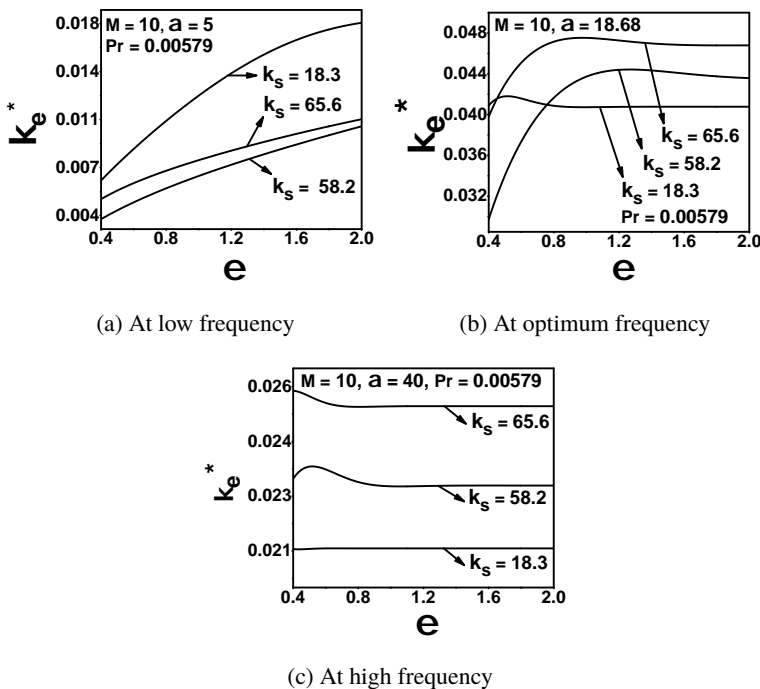 M = 10, a = 5
Pr = 0.00579
0.018
0.014
0.011
0.007
0.004
k_e^*
k_s = 18.3
k_s = 65.6
k_s = 58.2
0.4 0.8 1.2 1.6 2.0
e
(a) At low frequency
M = 10, a = 18.68
0.048
0.044
0.040
0.036
0.032
k_e^*
k_s = 65.6
k_s = 58.2
k_s = 18.3
Pr = 0.00579
0.4 0.8 1.2 1.6 2.0
e
(b) At optimum frequency
M = 10, a = 40, Pr = 0.00579
0.026
0.024
0.023
0.021
k_e^*
k_s = 65.6
k_s = 58.2
k_s = 18.3
0.4 0.8 1.2 1.6 2.0
e
(c) At high frequency